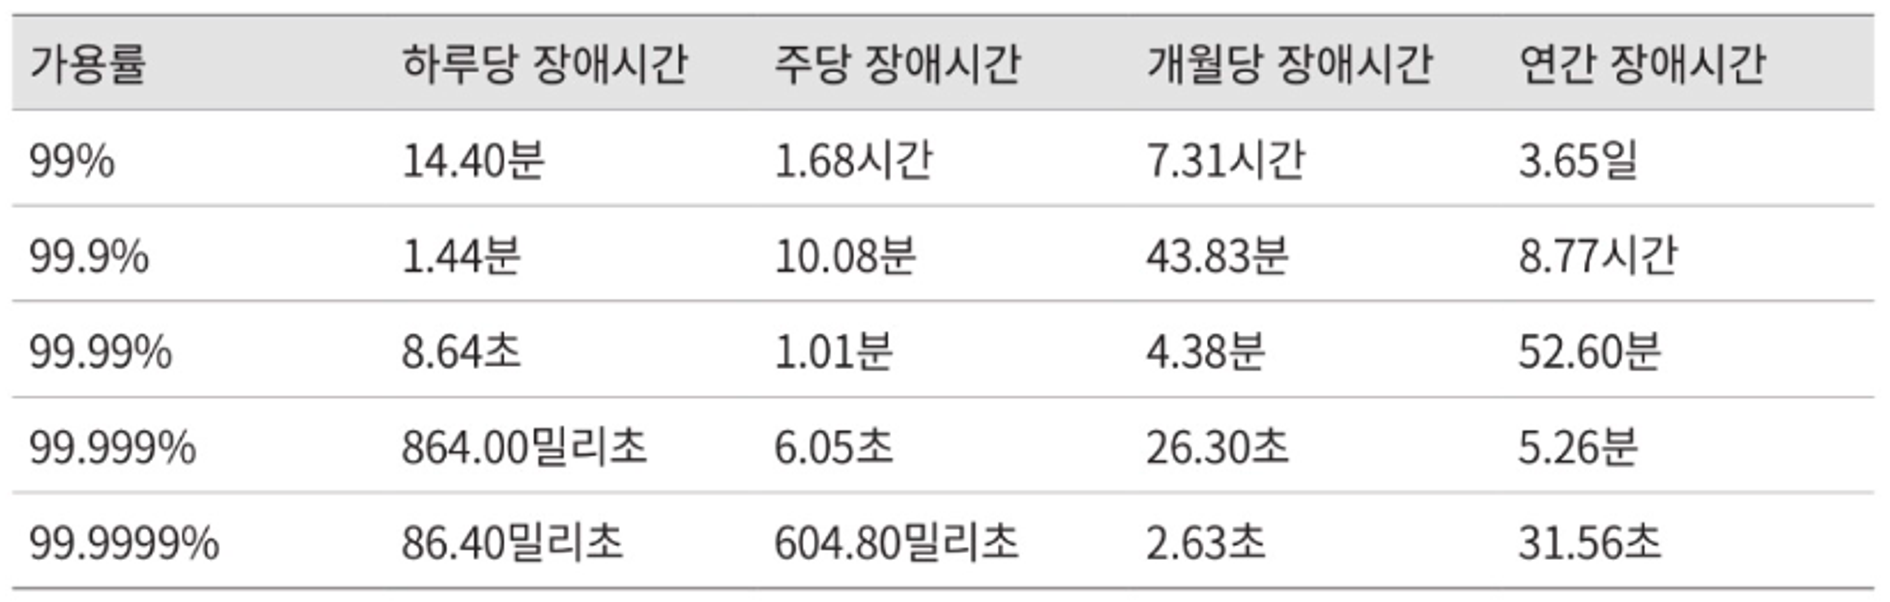 가용률 하루당 장애시간 주당 장애시간 개월당 장애시간 연간 장애시간
99% 14.40분 1.68시간 7.31시간 3.65일
99.9% 1.44분 10.08분 43.83분 8.77시간
99.99% 8.64초 1.01분 4.38분 52.60분
99.999% 864.00밀리초 6.05초 26.30초 5.26분
99.9999% 86.40밀리초 604.80밀리초 2.63초 31.56초